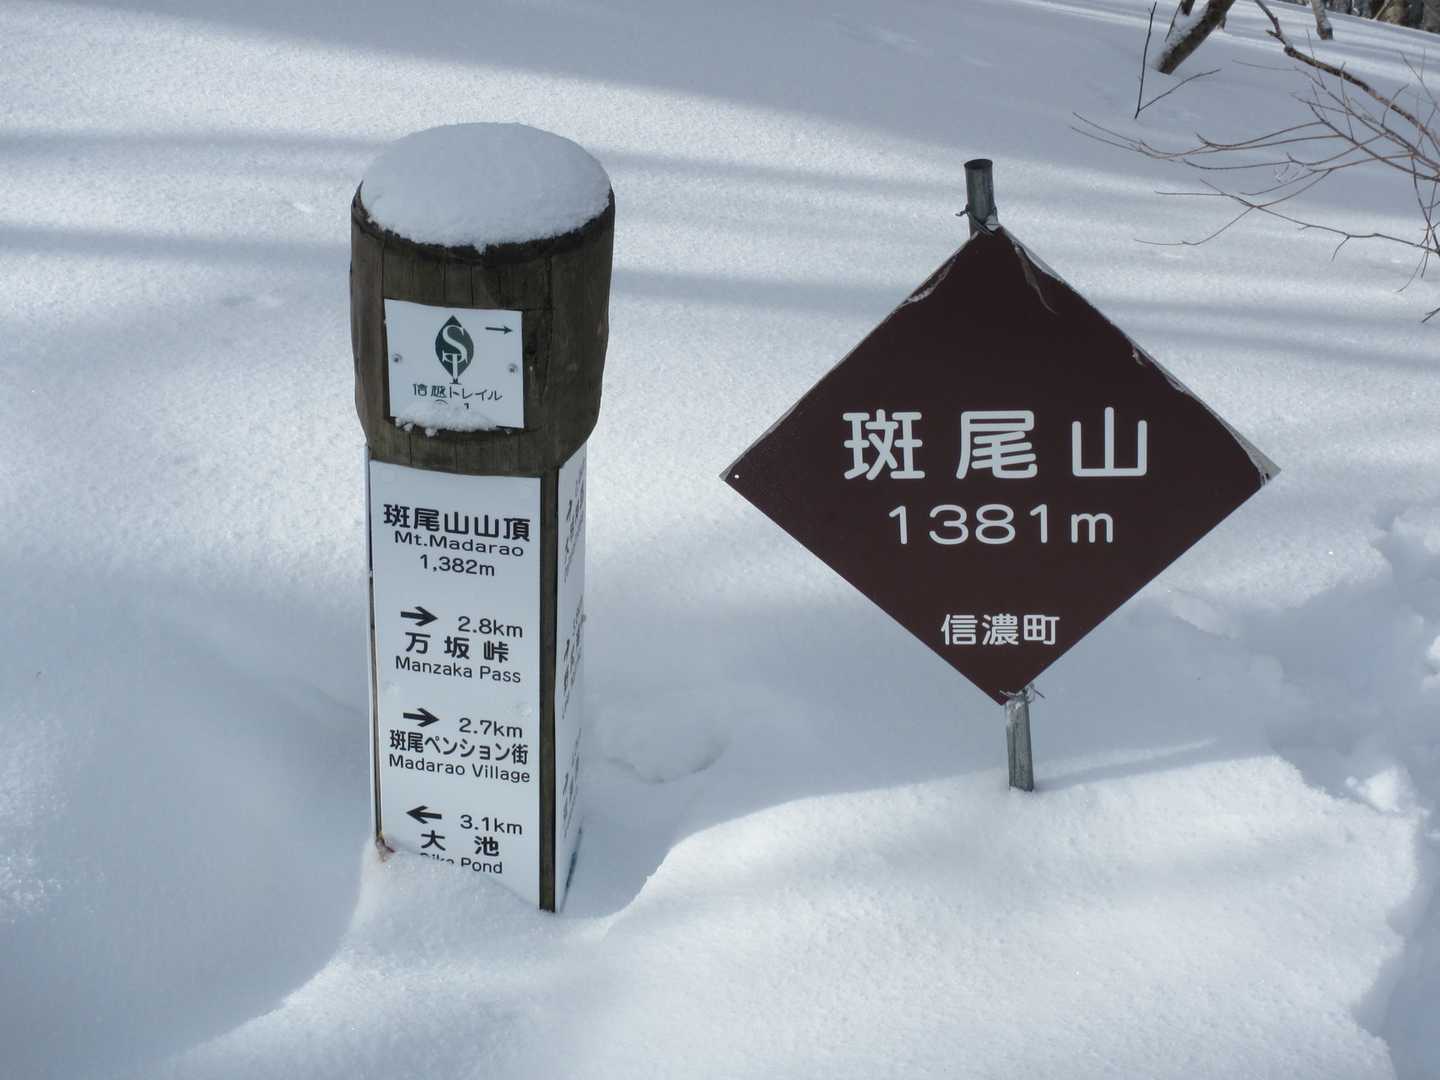 信越トレイル
斑尾山山頂
Mt.Madarao
1,382m
→ 2.8km
万坂峠
Manzaka Pass
→ 2.7km
斑尾ペンション街
Madarao Village
← 3.1km
大池
Pond
斑尾山
1381m
信濃町